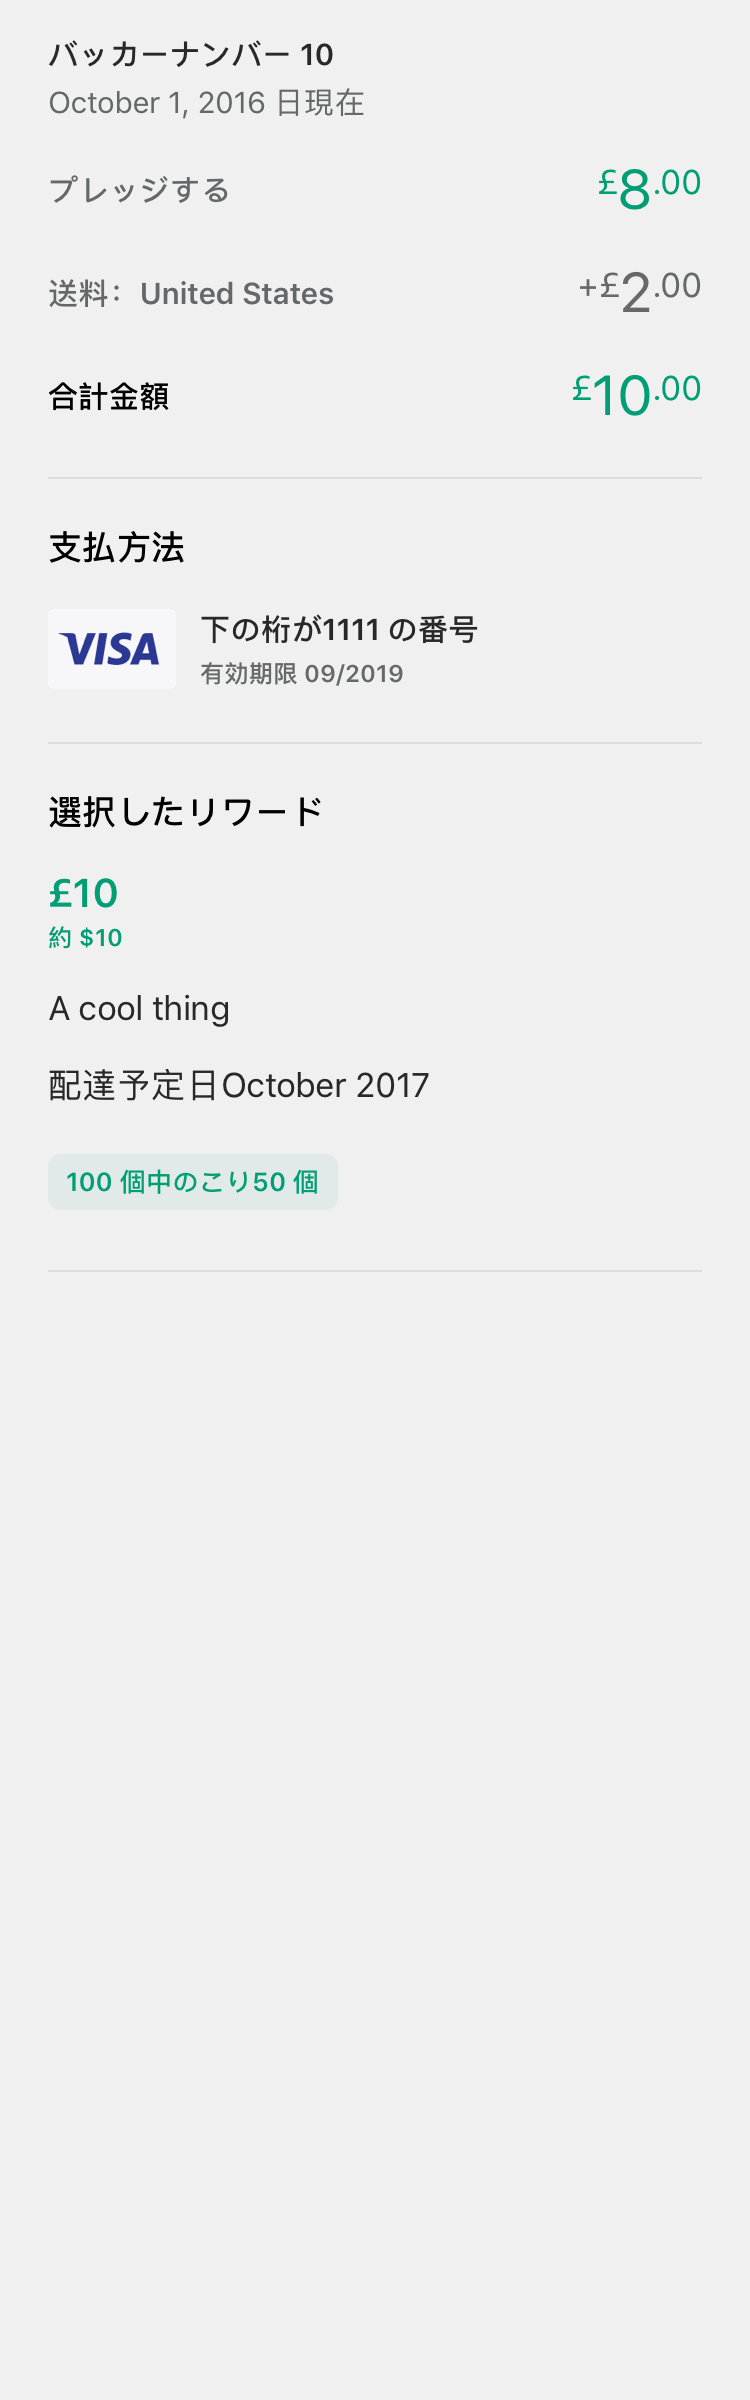 バッカーナンバー 10
October 1, 2016 日現在
プレッジする £8.00
送料： United States +£2.00
合計金額 £10.00
支払方法
VISA
下の桁が1111 の番号
有効期限 09/2019
選択したリワード
£10
約 $10
A cool thing
配達予定日October 2017
100 個中のこり50 個